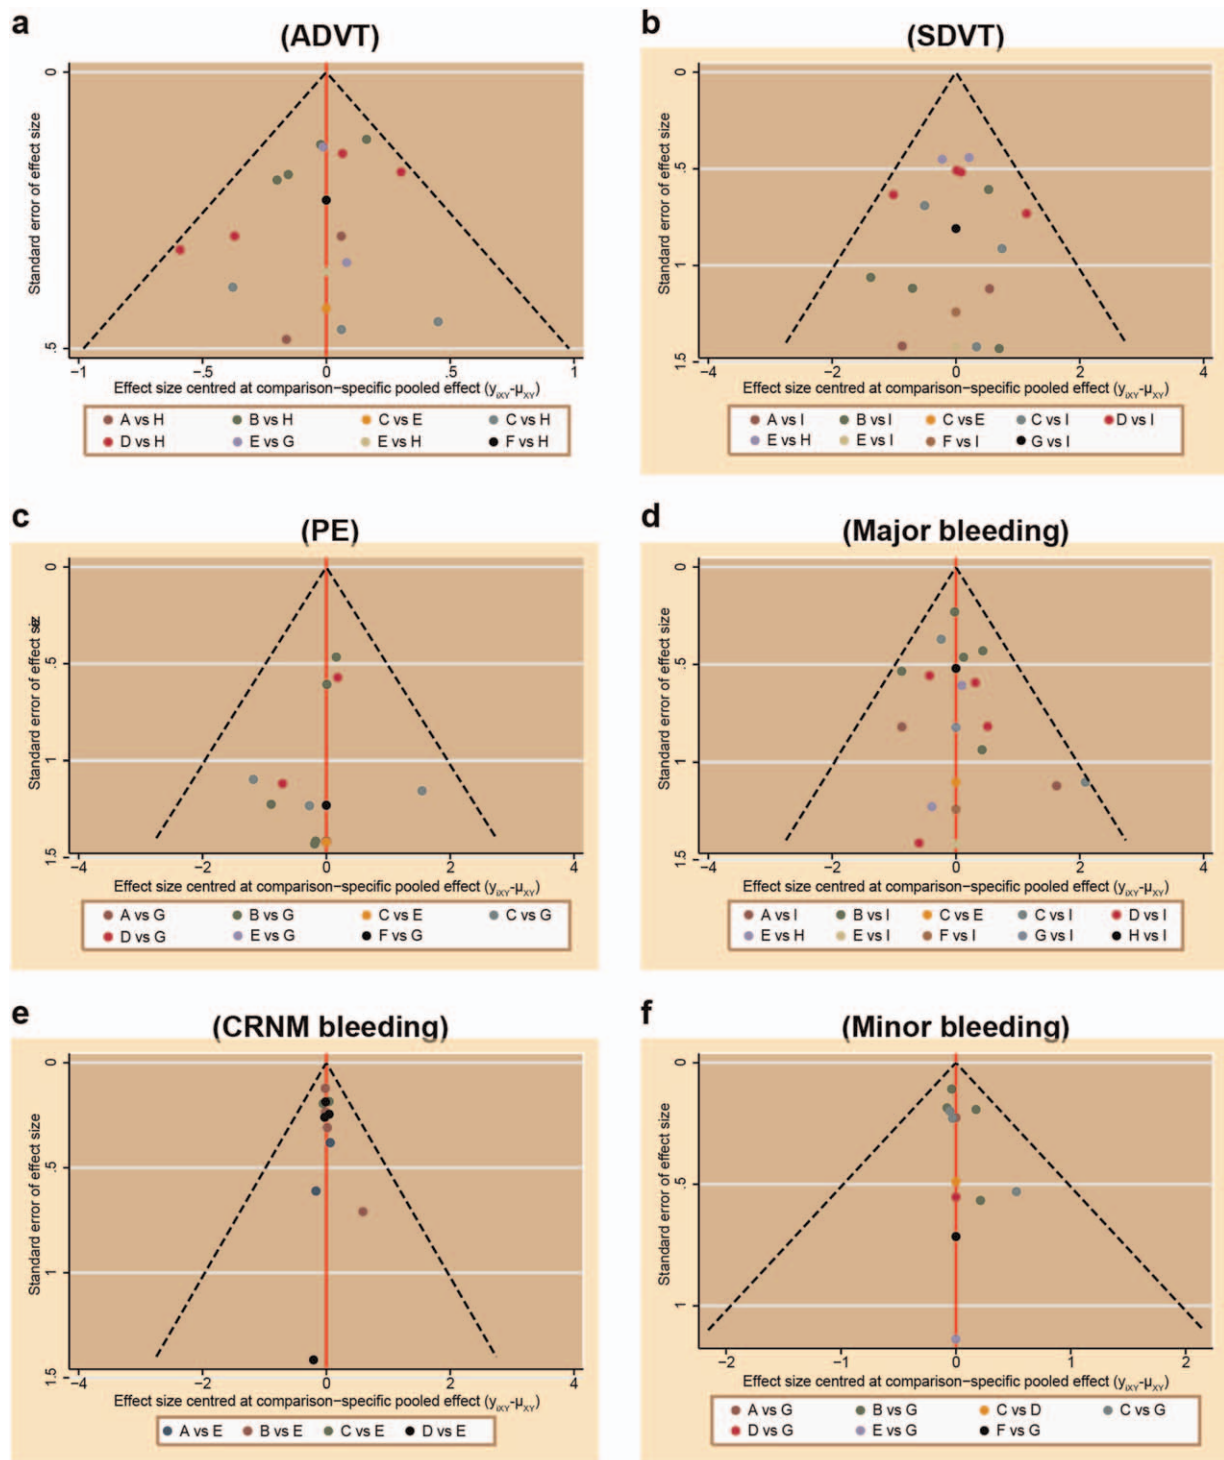 a
(ADVT)
Standard error of effect size
0
.5
-1
-.5
0
.5
1
Effect size centred at comparison-specific pooled effect (yiXY-μXY)
A vs H
B vs H
C vs E
C vs H
D vs H
E vs G
E vs H
F vs H
b
(SDVT)
Standard error of effect size
0
.5
1
1.5
-4
-2
0
2
4
Effect size centred at comparison-specific pooled effect (yiXY-μXY)
A vs I
B vs I
C vs E
C vs I
D vs I
E vs H
E vs I
F vs I
G vs I
c
(PE)
Standard error of effect size
0
.5
1
1.5
-4
-2
0
2
4
Effect size centred at comparison-specific pooled effect (yiXY-μXY)
A vs G
B vs G
C vs E
C vs G
D vs G
E vs G
F vs G
d
(Major bleeding)
Standard error of effect size
0
.5
1
1.5
-4
-2
0
2
4
Effect size centred at comparison-specific pooled effect (yiXY-μXY)
A vs I
B vs I
C vs E
C vs I
D vs I
E vs H
E vs I
F vs I
G vs I
H vs I
e
(CRNM bleeding)
Standard error of effect size
0
.5
1
1.5
-4
-2
0
2
4
Effect size centred at comparison-specific pooled effect (yiXY-μXY)
A vs E
B vs E
C vs E
D vs E
f
(Minor bleeding)
Standard error of effect size
0
.5
1
-2
-1
0
1
2
Effect size centred at comparison-specific pooled effect (yiXY-μXY)
A vs G
B vs G
C vs D
C vs G
D vs G
E vs G
F vs G